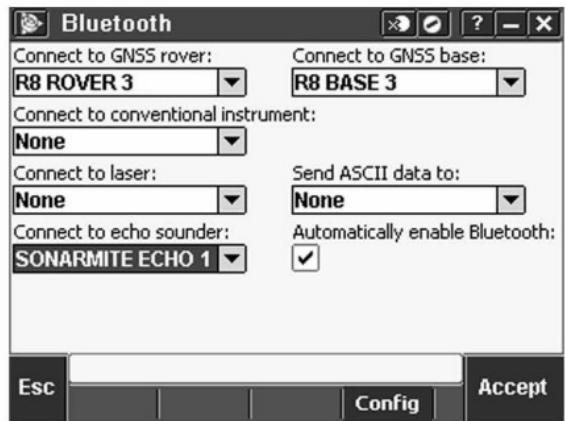 Bluetooth ? – X
Connect to GNSS rover: Connect to GNSS base:
R8 ROVER 3 R8 BASE 3
Connect to conventional instrument:
None
Connect to laser: Send ASCII data to:
None None
Connect to echo sounder: Automatically enable Bluetooth:
SONARMITE ECHO 1
Esc Config Accept